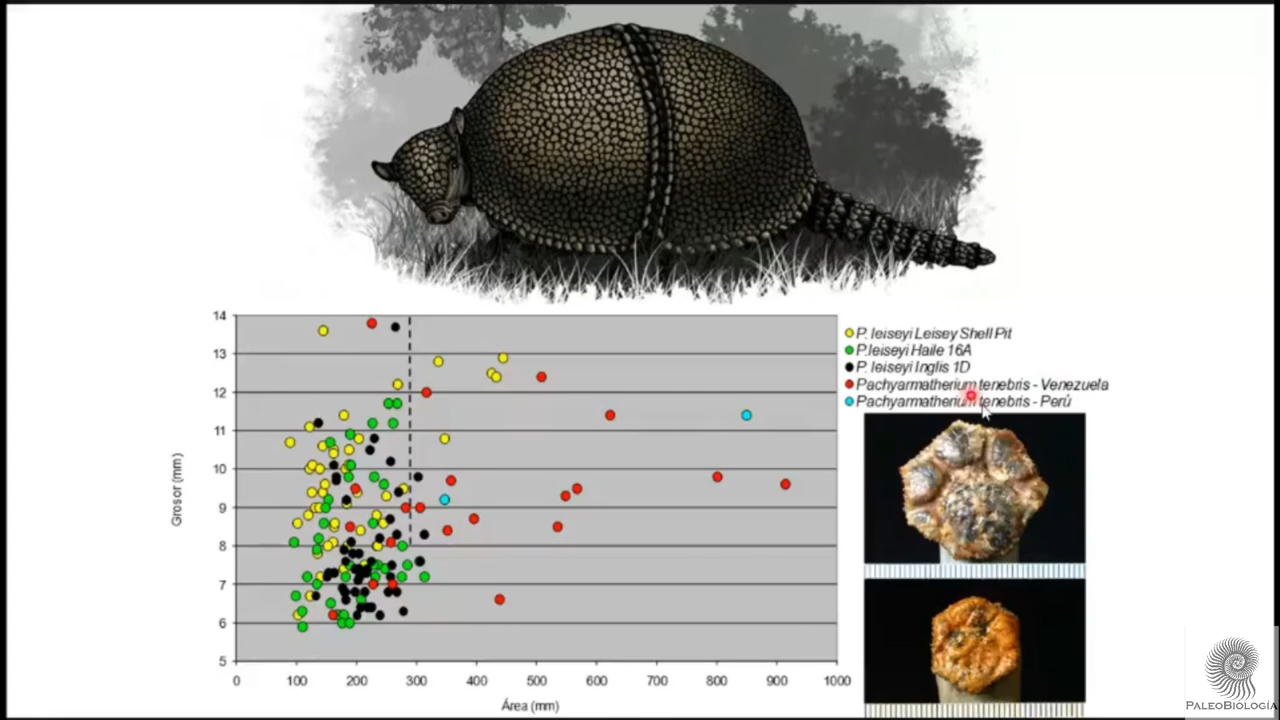 14
13
12
11
10
9
8
7
6
5
Grosor (mm)
0 100 200 300 400 500 600 700 800 900 1000
Área (mm)
P. leiseyi Leisey Shell Pit
P.leiseyi Haile 16A
P. leiseyi Inglis 1D
Pachyarmatherium tenebris - Venezuela
Pachyarmatherium tenebris - Perú
PALEOBIOLOGÍA